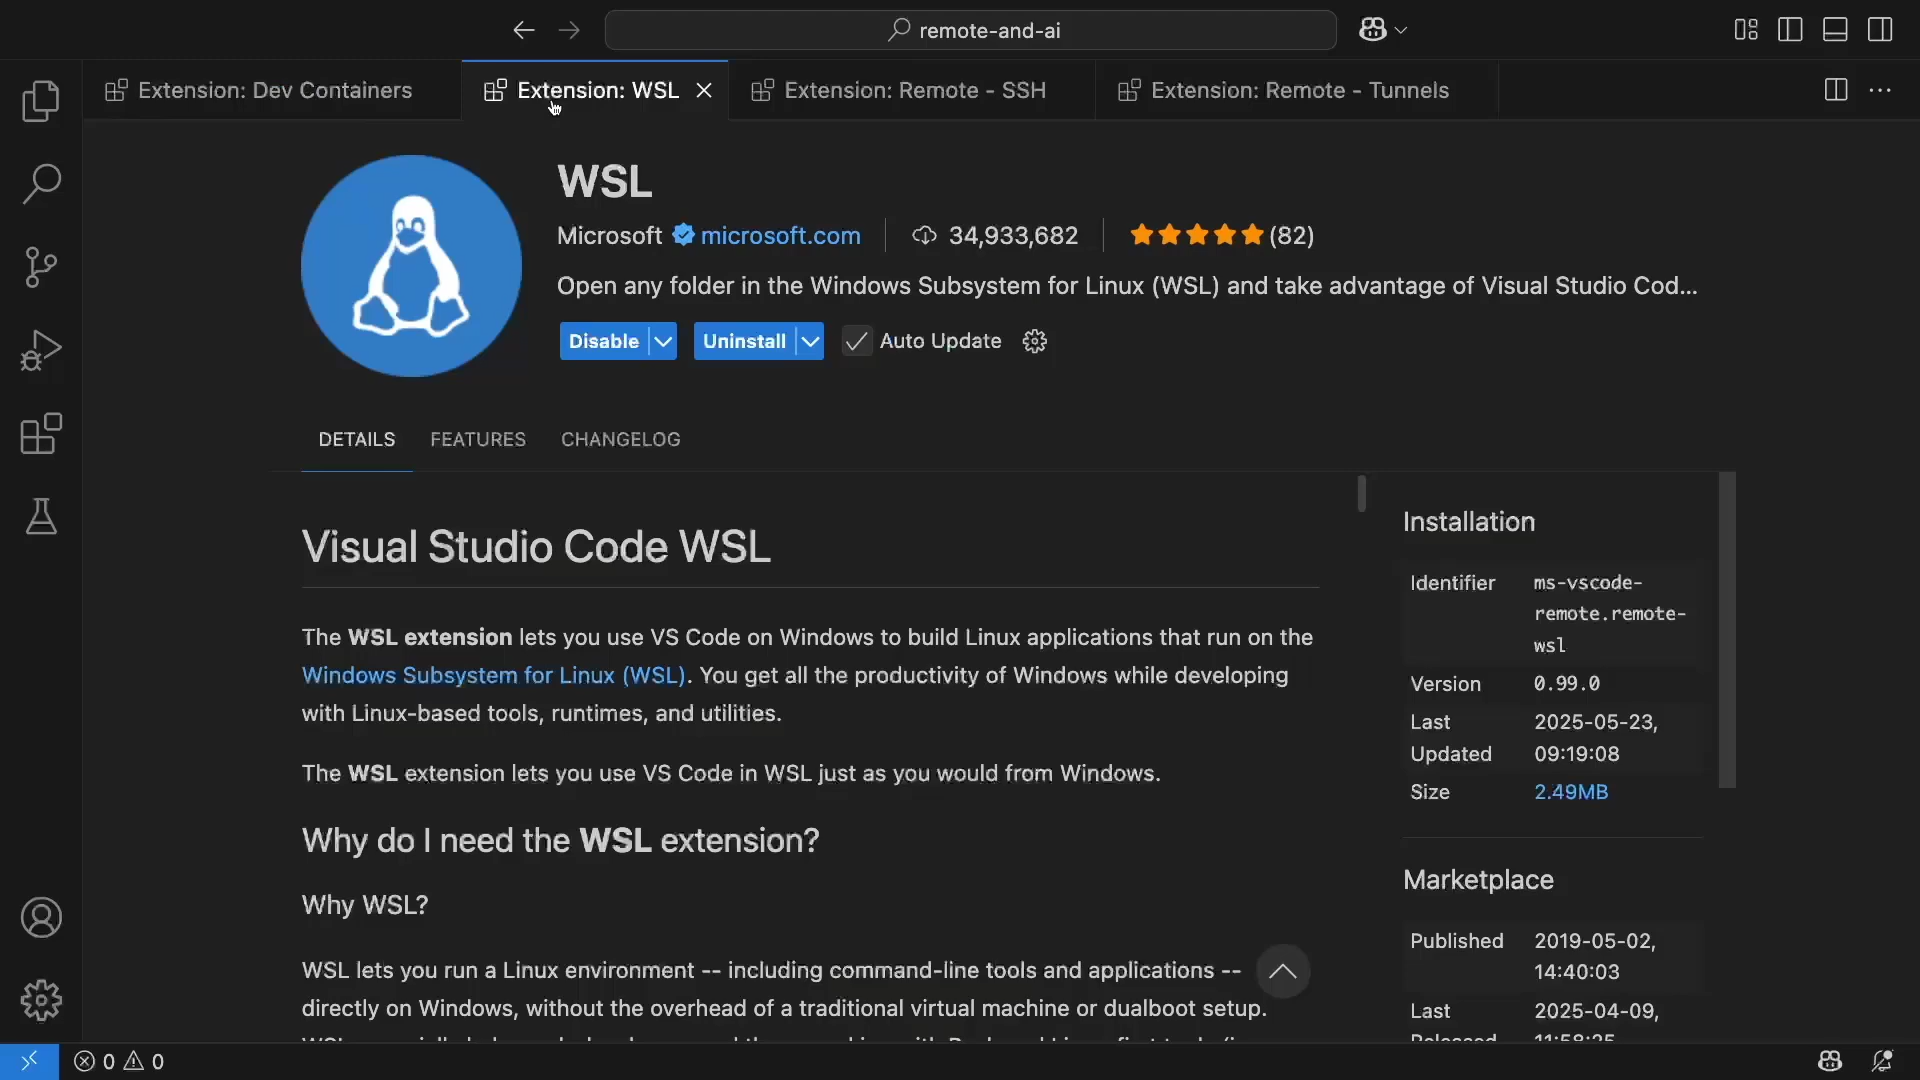 remote-and-ai
Extension: Dev Containers
Extension: WSL
Extension: Remote - SSH
Extension: Remote - Tunnels
WSL
Microsoft microsoft.com 34,933,682 (82)
Open any folder in the Windows Subsystem for Linux (WSL) and take advantage of Visual Studio Cod...
Disable Uninstall Auto Update
DETAILS FEATURES CHANGELOG
Visual Studio Code WSL
The WSL extension lets you use VS Code on Windows to build Linux applications that run on the
Windows Subsystem for Linux (WSL). You get all the productivity of Windows while developing
with Linux-based tools, runtimes, and utilities.
The WSL extension lets you use VS Code in WSL just as you would from Windows.
Why do I need the WSL extension?
Why WSL?
WSL lets you run a Linux environment -- including command-line tools and applications --
directly on Windows, without the overhead of a traditional virtual machine or dualboot setup.
Installation
Identifier ms-vscode-
remote.remote-
wsl
Version 0.99.0
Last 2025-05-23,
Updated 09:19:08
Size 2.49MB
Marketplace
Published 2019-05-02,
14:40:03
Last 2025-04-09,
Released 11:58:25
0 0